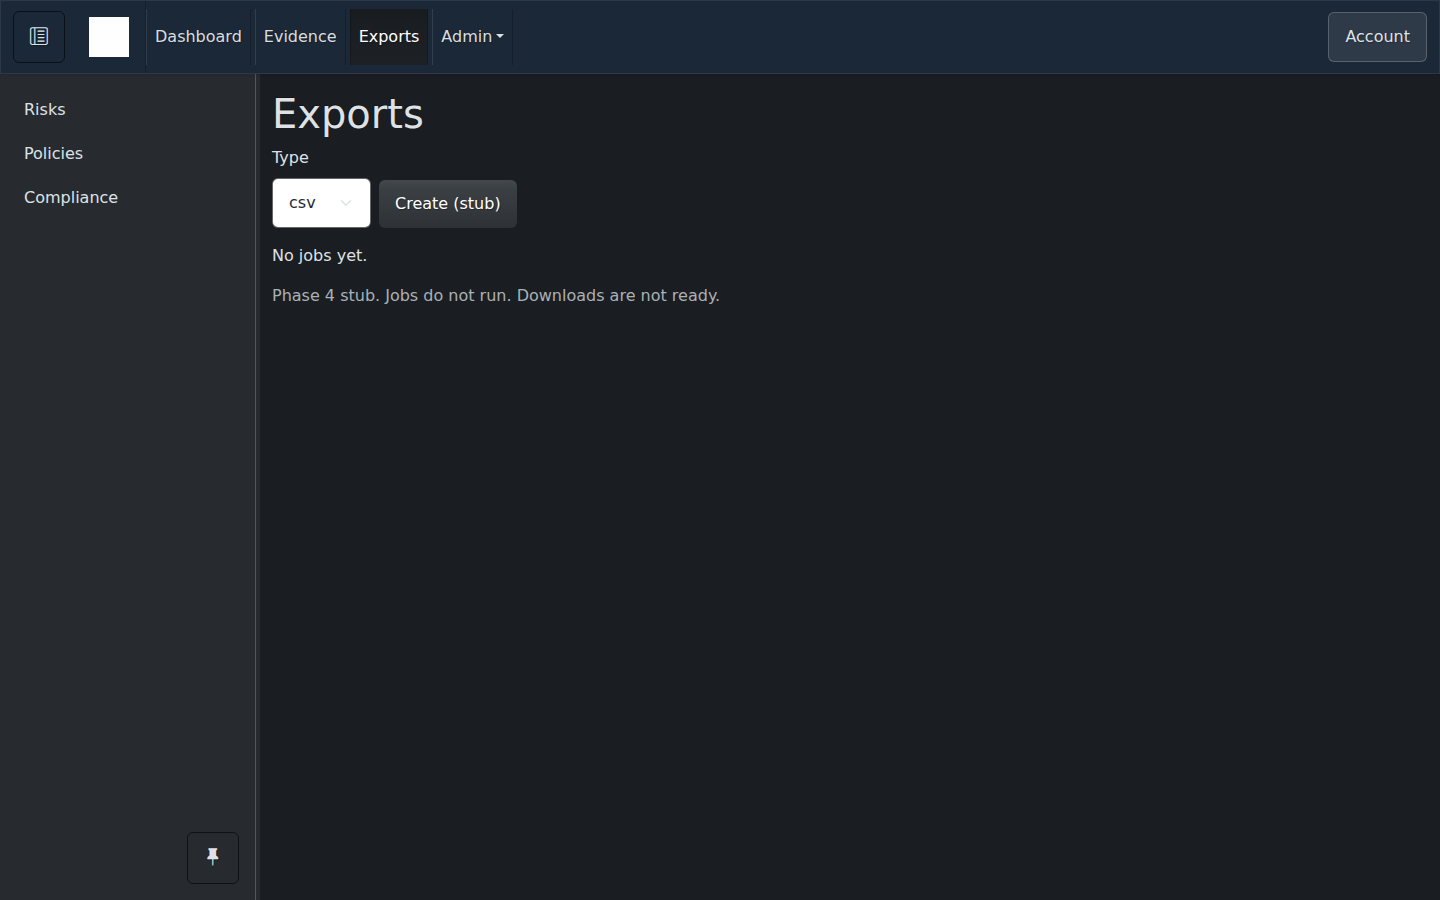 Dashboard
Evidence
Exports
Admin
Account
Risks
Policies
Compliance
Exports
Type
csv
Create (stub)
No jobs yet.
Phase 4 stub. Jobs do not run. Downloads are not ready.